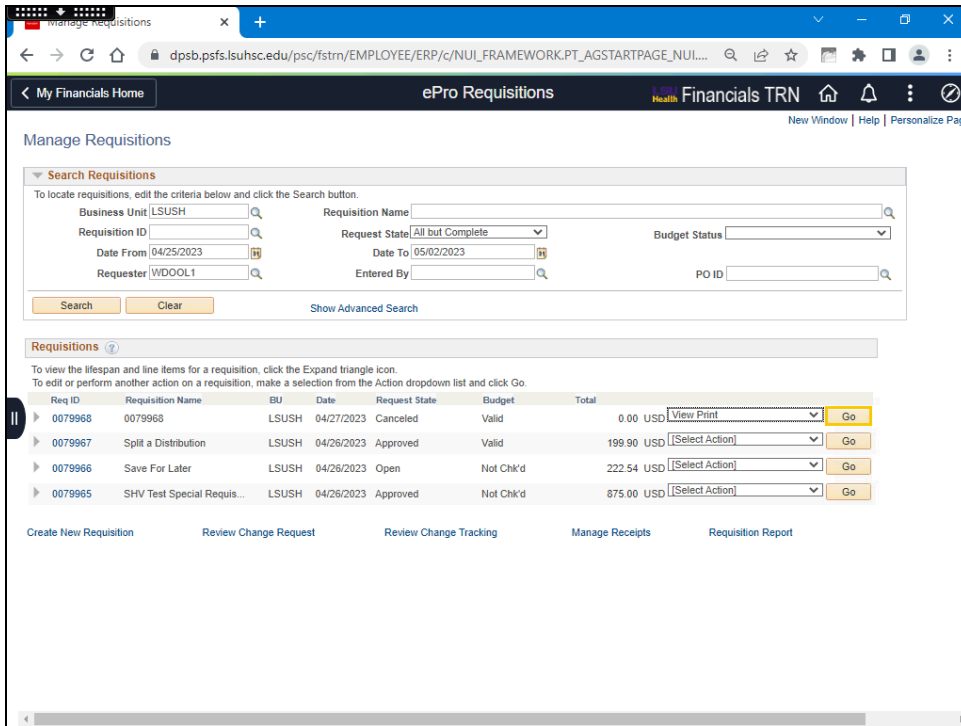 Manage Requisitions
dpsb.psfs.lsuhsc.edu/psc/fstrn/EMPLOYEE/ERP/c/NUI_FRAMEWORK.PT_AGSTARTPAGE_NUI....
My Financials Home ePro Requisitions LSU Health Financials TRN
New Window | Help | Personalize Pag
Manage Requisitions
Search Requisitions
To locate requisitions, edit the criteria below and click the Search button.
Business Unit LSUSH Requisition Name
Requisition ID Request State All but Complete Budget Status
Date From 04/25/2023 Date To 05/02/2023
Requester WDOOL1 Entered By PO ID
Search Clear Show Advanced Search
Requisitions ?
To view the lifespan and line items for a requisition, click the Expand triangle icon.
To edit or perform another action on a requisition, make a selection from the Action dropdown list and click Go.
Req ID Requisition Name BU Date Request State Budget Total
0079968 0079968 LSUSH 04/27/2023 Canceled Valid 0.00 USD View Print Go
0079967 Split a Distribution LSUSH 04/26/2023 Approved Valid 199.90 USD [Select Action] Go
0079966 Save For Later LSUSH 04/26/2023 Open Not Chk'd 222.54 USD [Select Action] Go
0079965 SHV Test Special Requis... LSUSH 04/26/2023 Approved Not Chk'd 875.00 USD [Select Action] Go
Create New Requisition Review Change Request Review Change Tracking Manage Receipts Requisition Report